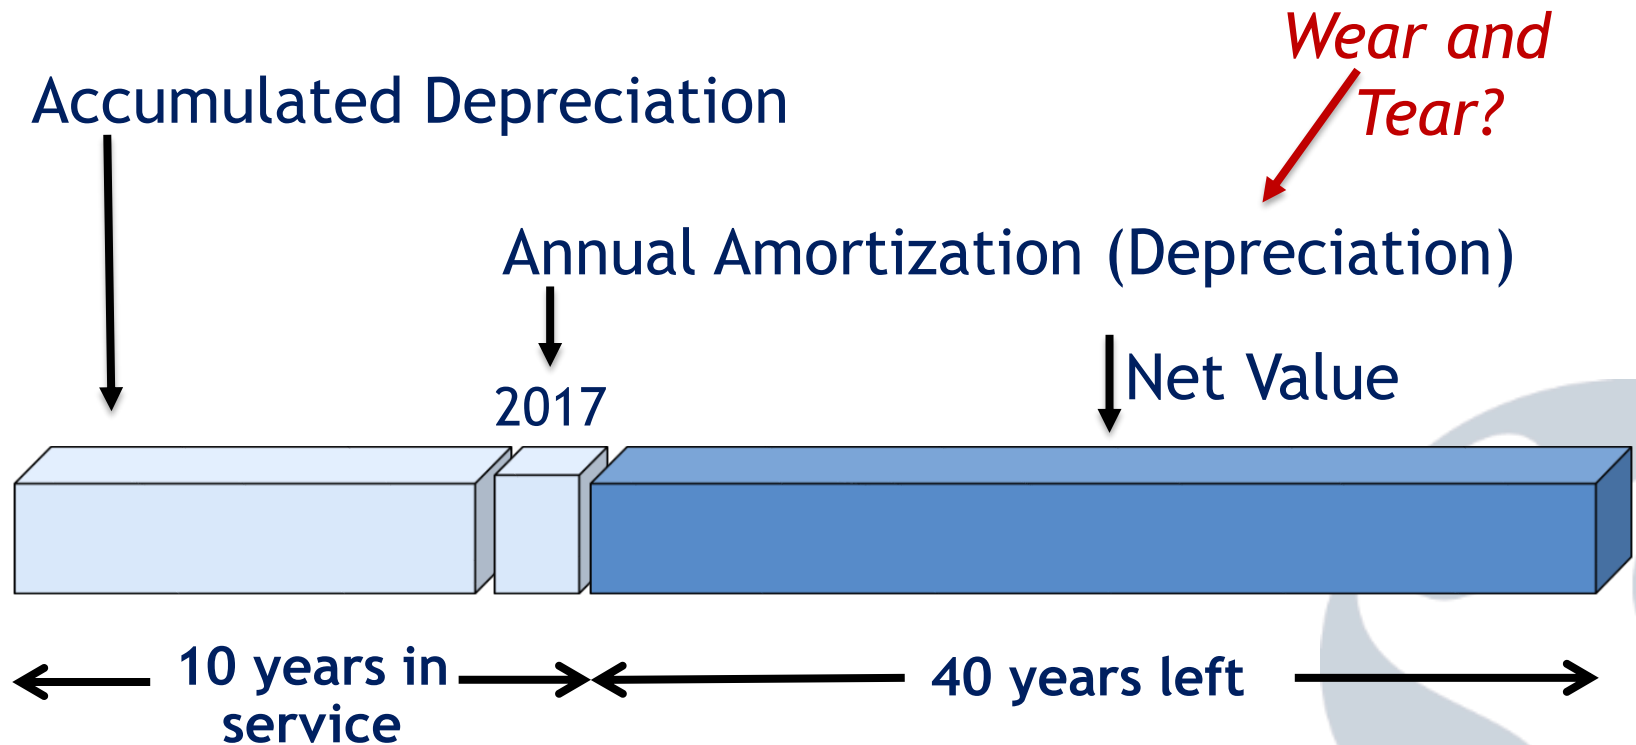 Wear and
Tear?
Accumulated Depreciation
Annual Amortization (Depreciation)
Net Value
2017
10 years in
service
40 years left